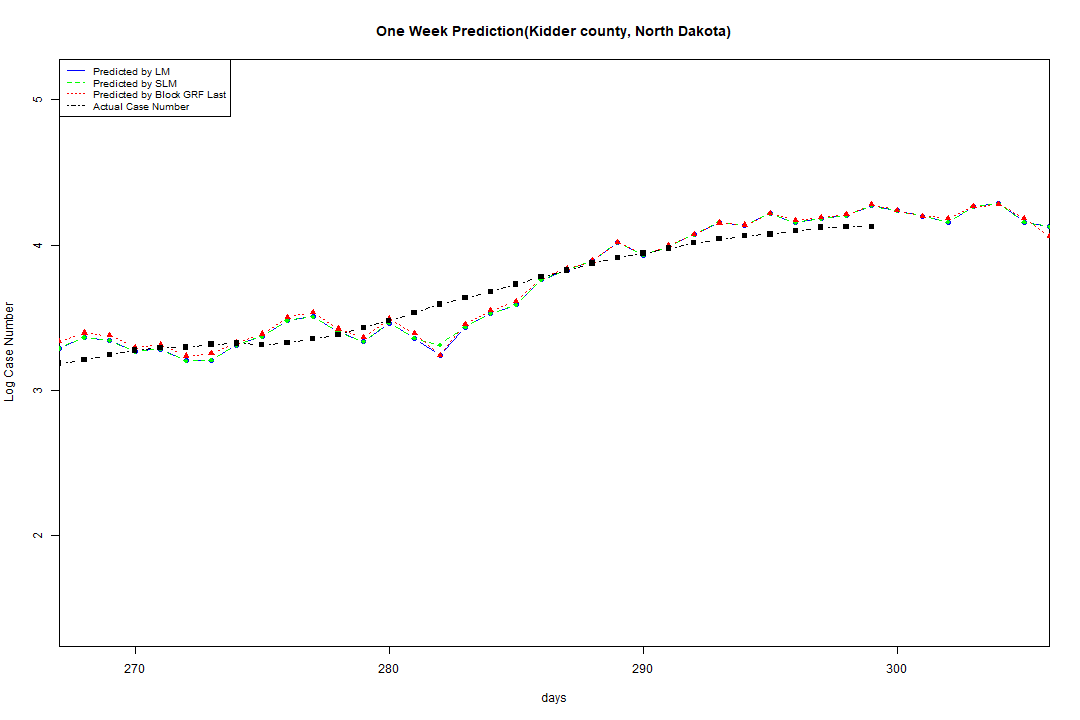 One Week Prediction(Kidder county, North Dakota)
Predicted by LM
Predicted by SLM
Predicted by Block GRF Last
Actual Case Number
5
4
3
2
Log Case Number
270 280 290 300
days